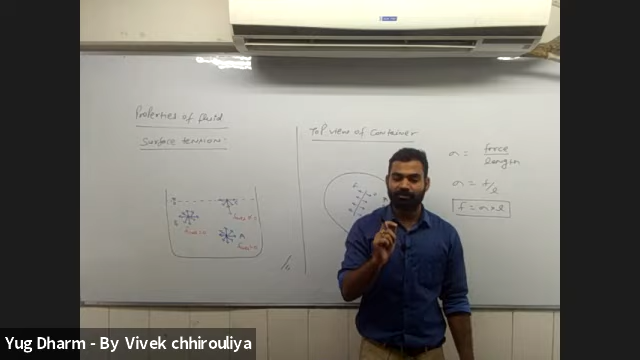 Properties of fluid
Surface tension:
Top view of Container
σ = force
length
σ = f/l
f = σ × l
B
A
Yug Dharm - By Vivek chhirouliya